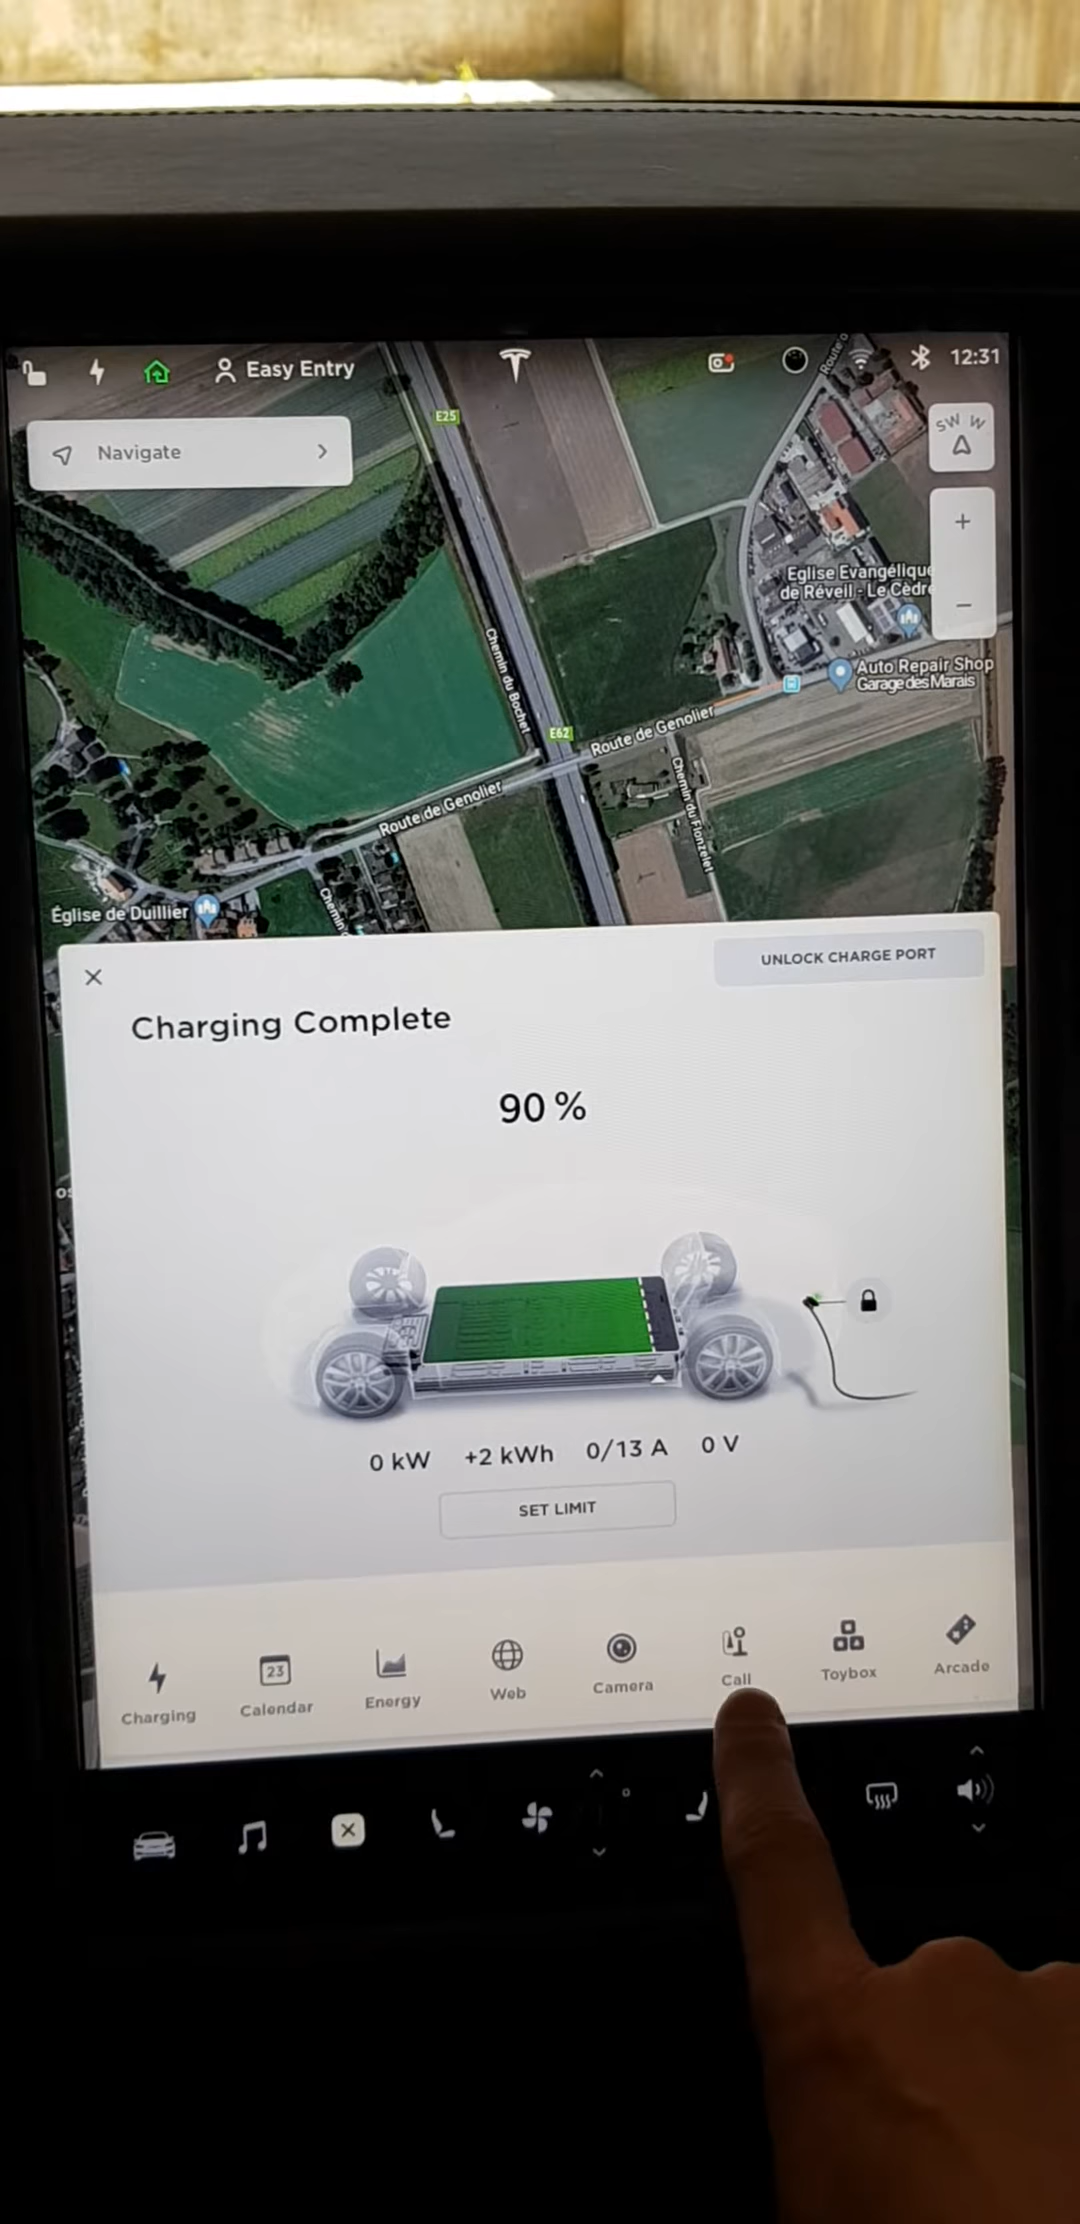 Easy Entry
12:31
Navigate
SW W
E25
Route d
Eglise Evangélique
de Réveil - Le Cèdre
Auto Repair Shop
Garage des Marais
Chemin du Bochet
E62
Route de Genolier
Route de Genolier
Chemin du Flonzelet
Église de Duillier
Chemin
UNLOCK CHARGE PORT
Charging Complete
90 %
0 kW +2 kWh 0/13 A 0 V
SET LIMIT
23
Charging
Calendar
Energy
Web
Camera
Call
Toybox
Arcade